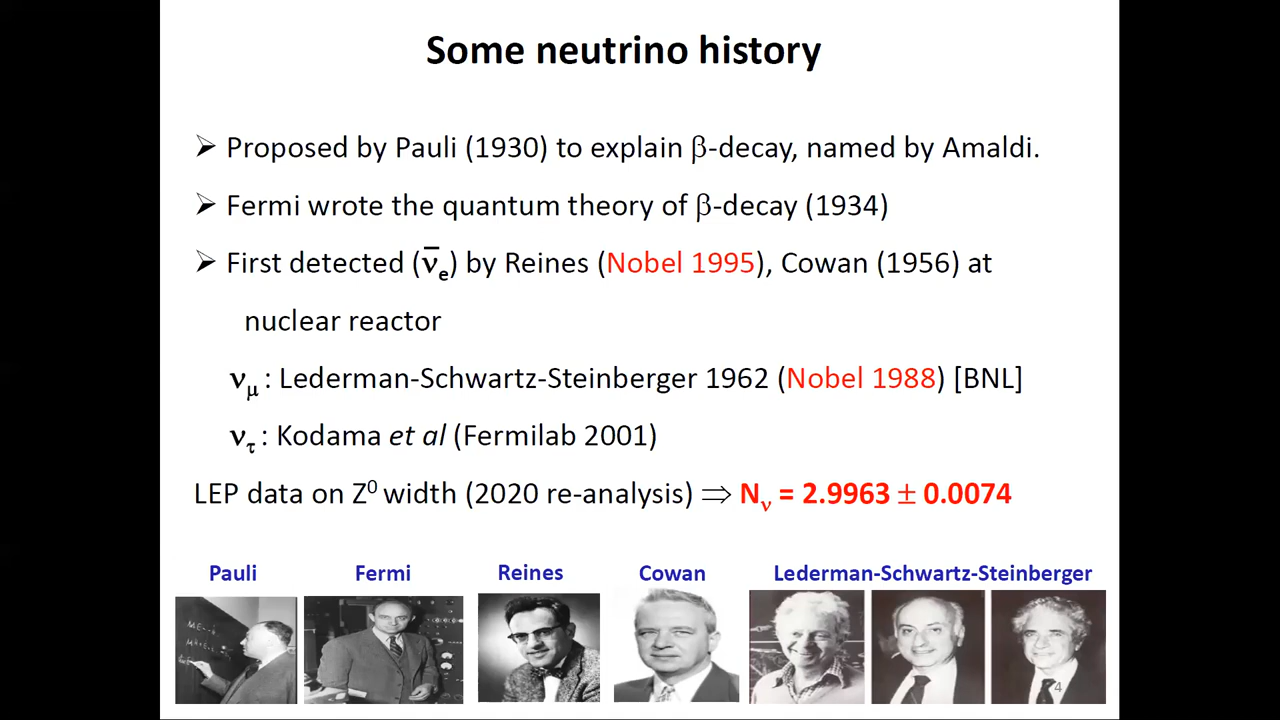 Some neutrino history
➢ Proposed by Pauli (1930) to explain β-decay, named by Amaldi.
➢ Fermi wrote the quantum theory of β-decay (1934)
➢ First detected (ν̅e) by Reines (Nobel 1995), Cowan (1956) at
nuclear reactor
νμ : Lederman-Schwartz-Steinberger 1962 (Nobel 1988) [BNL]
ντ : Kodama et al (Fermilab 2001)
LEP data on Z⁰ width (2020 re-analysis) ⇒ Nν = 2.9963 ± 0.0074
Pauli Fermi Reines Cowan Lederman-Schwartz-Steinberger
4